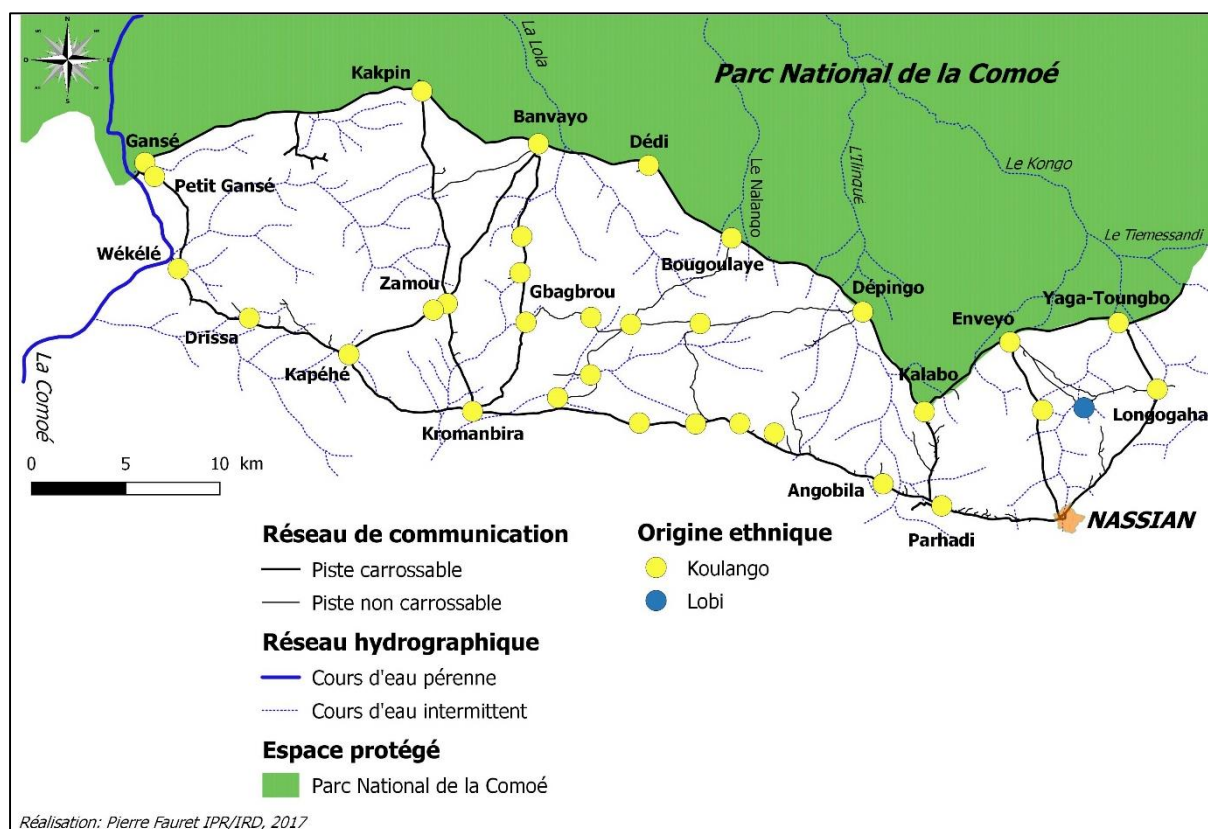 N
O
E
S
La Lola
Parc National de la Comoé
Kakpin
Banvayo
Dédi
Gansé
Petit Gansé
Le Nalanqo
L'Ilinque
Le Kongo
Le Tiemessandi
Wékélé
Bougoulaye
Zamou
Gbagbrou
Dépingo
Yaga-Toungbo
Enveyo
Drissa
La Comoé
Kapéhé
Kalabo
Longogaha
Kromanbira
0 5 10 km
Angobila
NASSIAN
Parhadi
Réseau de communication
Piste carrossable
Piste non carrossable
Réseau hydrographique
Cours d'eau pérenne
Cours d'eau intermittent
Espace protégé
Parc National de la Comoé
Origine ethnique
Koulango
Lobi
Réalisation: Pierre Fauret IPR/IRD, 2017